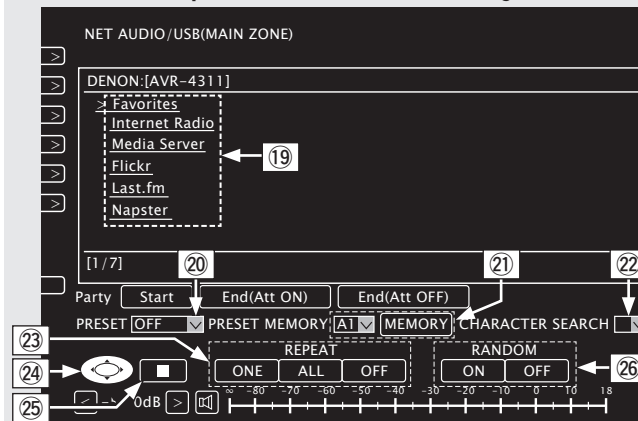 NET AUDIO/USB(MAIN ZONE)
>
>
>
>
>
>
DENON:[AVR-4311]
> Favorites
Internet Radio
Media Server
Flickr
Last.fm
Napster
⑲
[1/7]
⑳
㉑
㉒
Party Start End(Att ON) End(Att OFF)
PRESET OFF PRESET MEMORY A1 MEMORY CHARACTER SEARCH
㉓
REPEAT RANDOM
㉔
ONE ALL OFF ON OFF
㉖
㉕
0dB >
∞ -80 -70 -60 -50 -40 -30 -20 -10 0 10 18